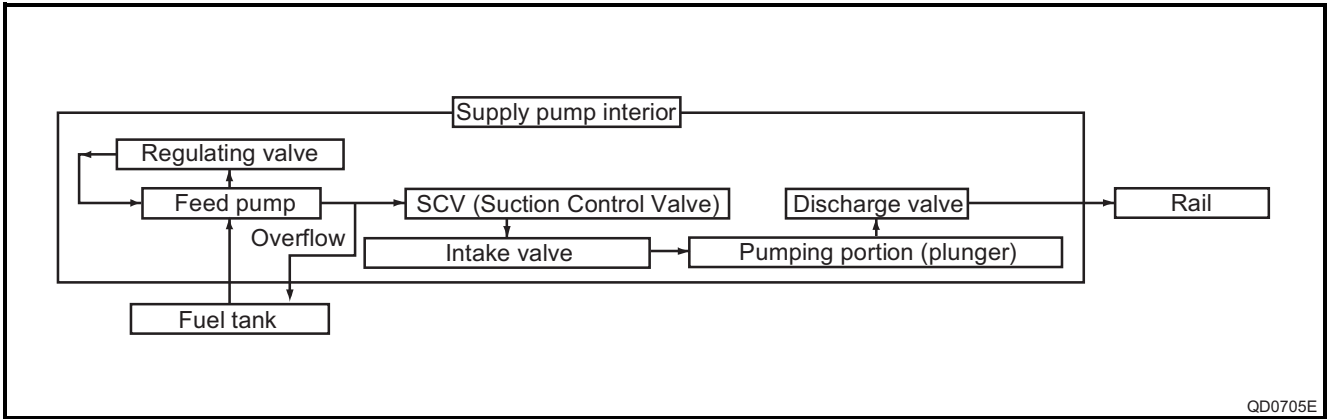 Supply pump interior
Regulating valve
Feed pump
SCV (Suction Control Valve)
Discharge valve
Rail
Overflow
Intake valve
Pumping portion (plunger)
Fuel tank
QD0705E